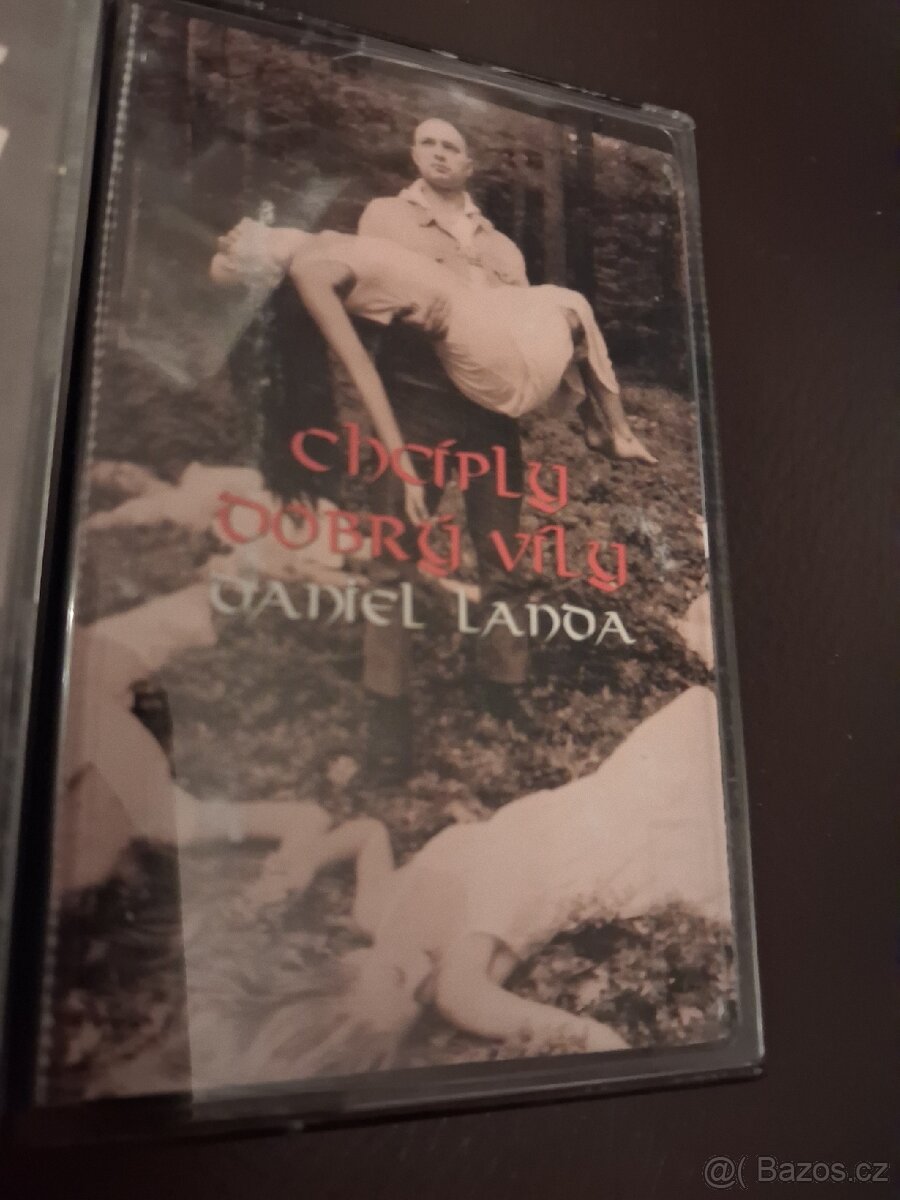 chcíply
dobrý víly
daniel landa
@( Bazos.cz